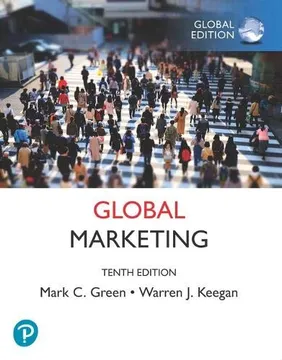 GLOBAL
EDITION
GLOBAL
MARKETING
TENTH EDITION
Mark C. Green • Warren J. Keegan
P